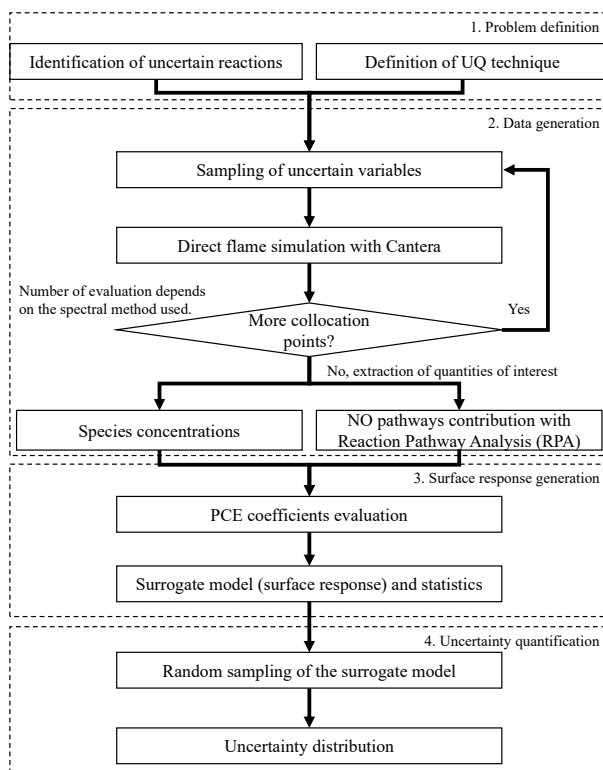 1. Problem definition
Identification of uncertain reactions
Definition of UQ technique
2. Data generation
Sampling of uncertain variables
Direct flame simulation with Cantera
Number of evaluation depends
on the spectral method used.
More collocation
points?
Yes
No, extraction of quantities of interest
Species concentrations
NO pathways contribution with
Reaction Pathway Analysis (RPA)
3. Surface response generation
PCE coefficients evaluation
Surrogate model (surface response) and statistics
4. Uncertainty quantification
Random sampling of the surrogate model
Uncertainty distribution